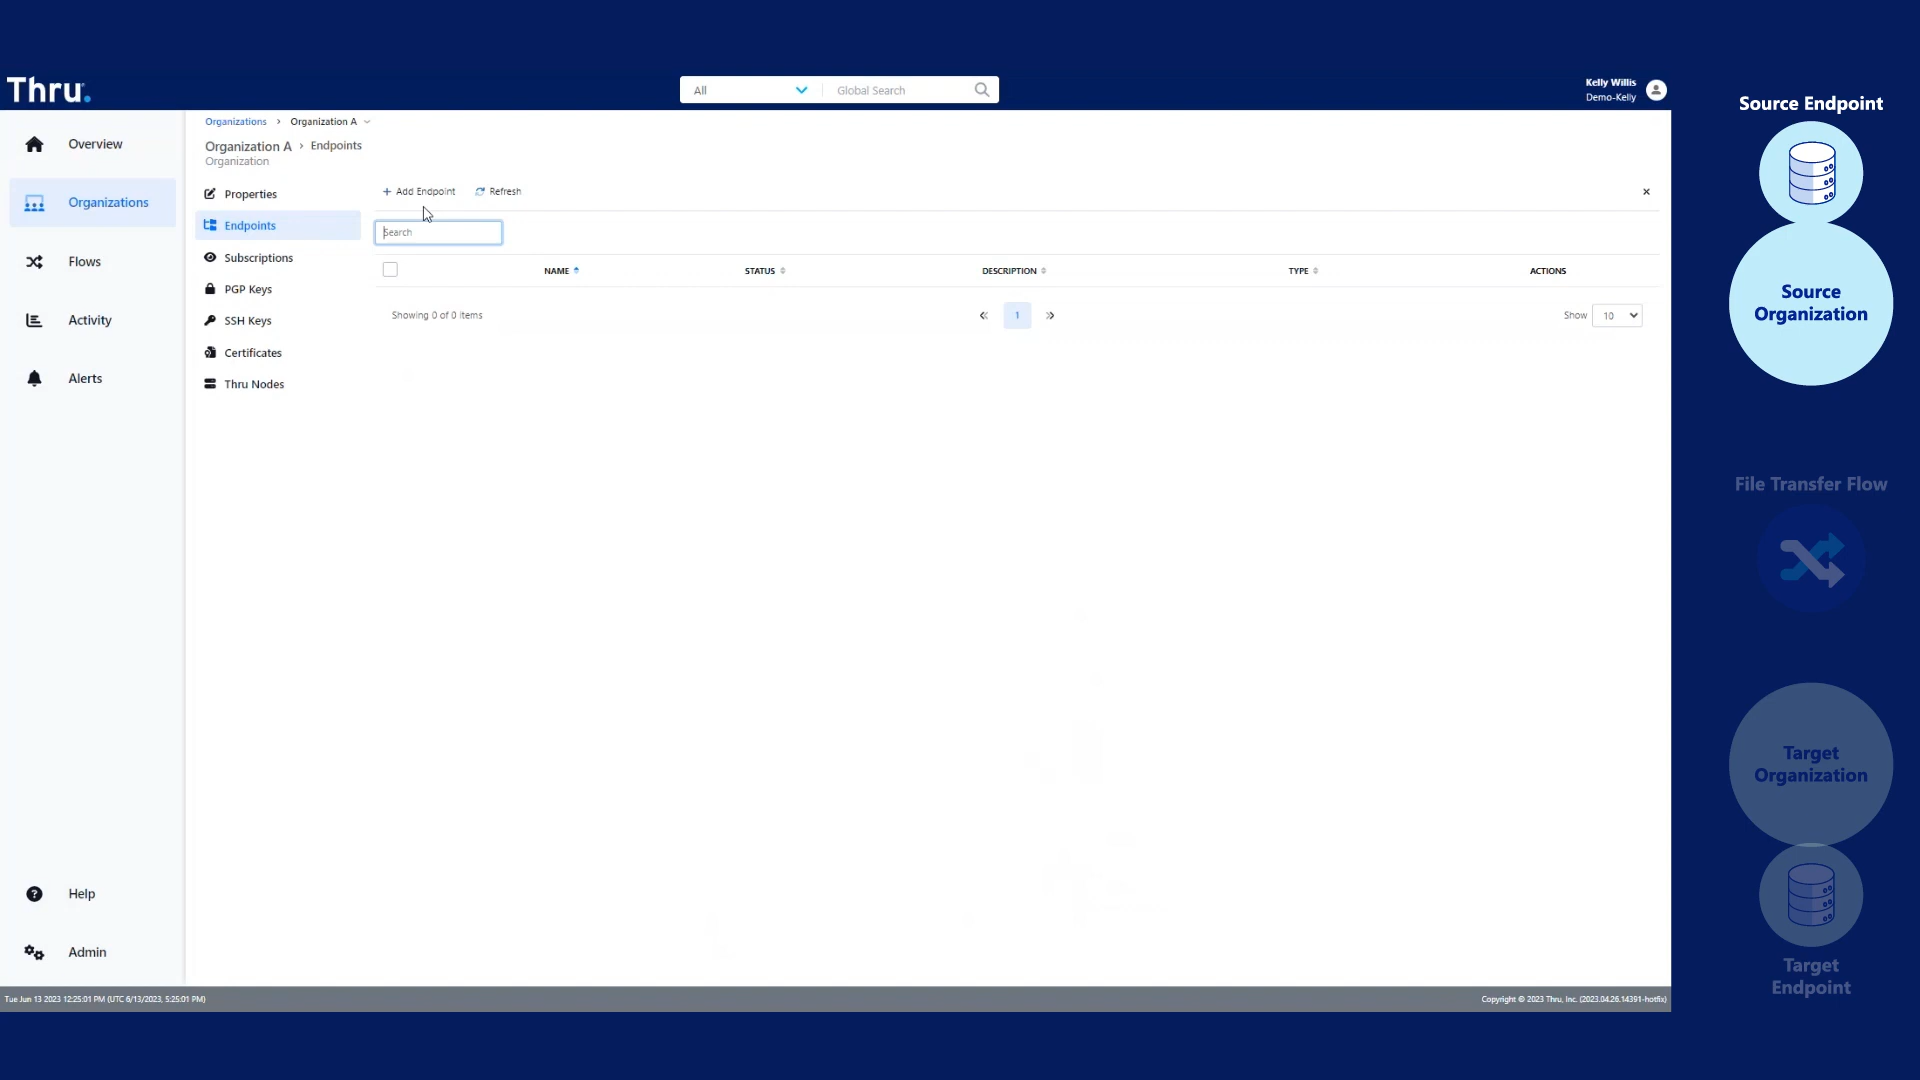 Thru.
All
Global Search
Kelly Willis
Demo-Kelly
Overview
Organizations
Flows
Activity
Alerts
Help
Admin
Organizations > Organization A
Organization A > Endpoints
Organization
Properties
Endpoints
Subscriptions
PGP Keys
SSH Keys
Certificates
Thru Nodes
+ Add Endpoint Refresh
Search
NAME STATUS DESCRIPTION TYPE ACTIONS
Showing 0 of 0 items
« 1 »
Show 10
Tue Jun 13 2023 12:25:01 PM (UTC 6/13/2023, 5:25:01 PM)
Copyright © 2023 Thru, Inc. (2023.04.26.14391-hotfix)
Source Endpoint
Source
Organization
File Transfer Flow
Target
Organization
Target
Endpoint